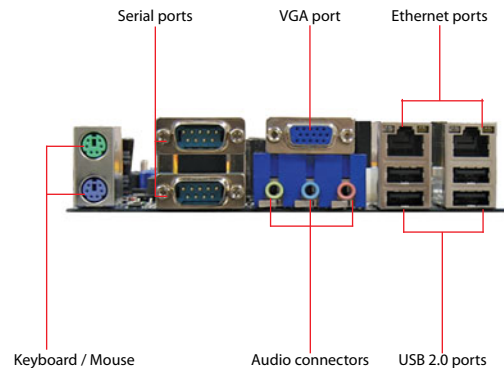 Serial ports
VGA port
Ethernet ports
Keyboard / Mouse
Audio connectors
USB 2.0 ports